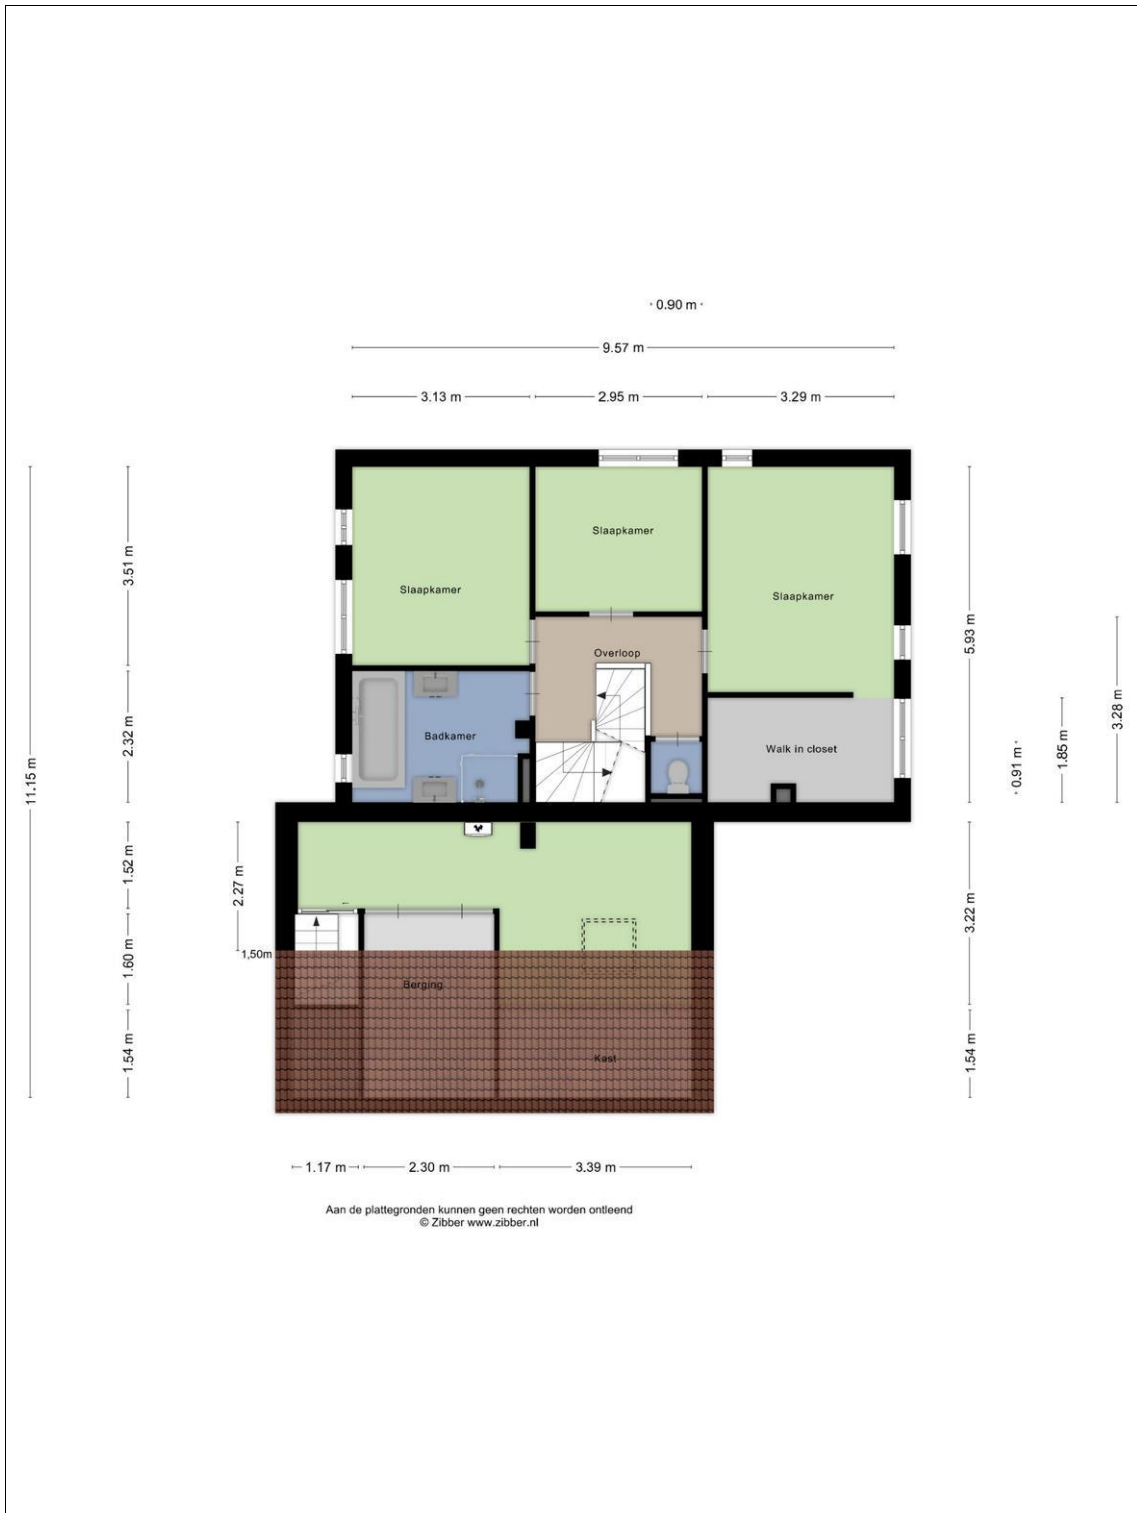 0.90 m
9.57 m
3.13 m
2.95 m
3.29 m
Slaapkamer
Slaapkamer
Slaapkamer
Overloop
Badkamer
Walk in closet
11.15 m
3.51 m
2.32 m
1.52 m
1.60 m
1.54 m
2.27 m
1,50m
5.93 m
3.28 m
1.85 m
0.91 m
3.22 m
1.54 m
Berging
Kast
1.17 m
2.30 m
3.39 m
Aan de plattegronden kunnen geen rechten worden ontleend
© Zibber www.zibber.nl